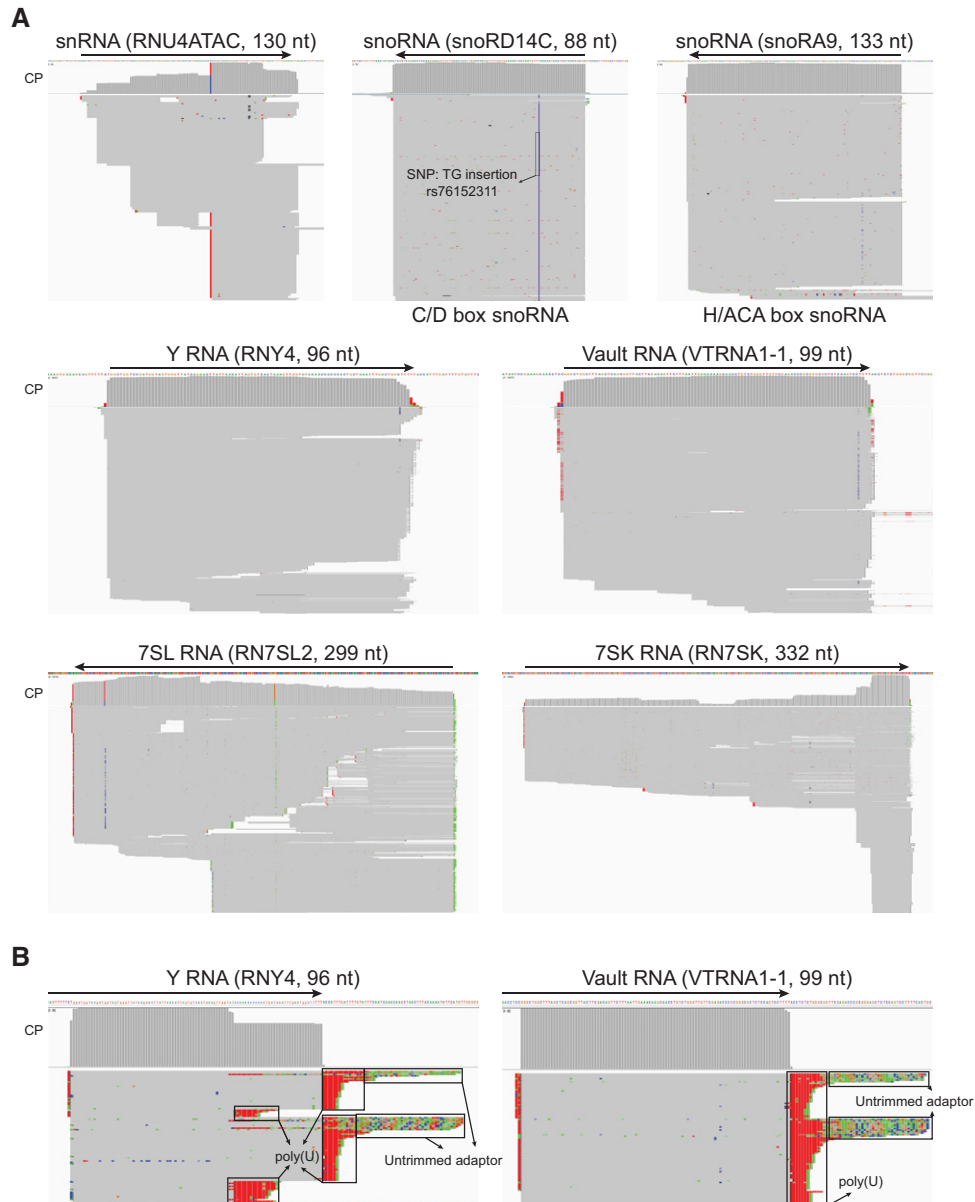 A
snRNA (RNU4ATAC, 130 nt)
snoRNA (snoRD14C, 88 nt)
snoRNA (snoRA9, 133 nt)
CP
SNP: TG insertion
rs76152311
C/D box snoRNA
H/ACA box snoRNA
Y RNA (RNY4, 96 nt)
Vault RNA (VTRNA1-1, 99 nt)
CP
7SL RNA (RN7SL2, 299 nt)
7SK RNA (RN7SK, 332 nt)
CP
B
Y RNA (RNY4, 96 nt)
Vault RNA (VTRNA1-1, 99 nt)
CP
poly(U)
Untrimmed adaptor
Untrimmed adaptor
poly(U)